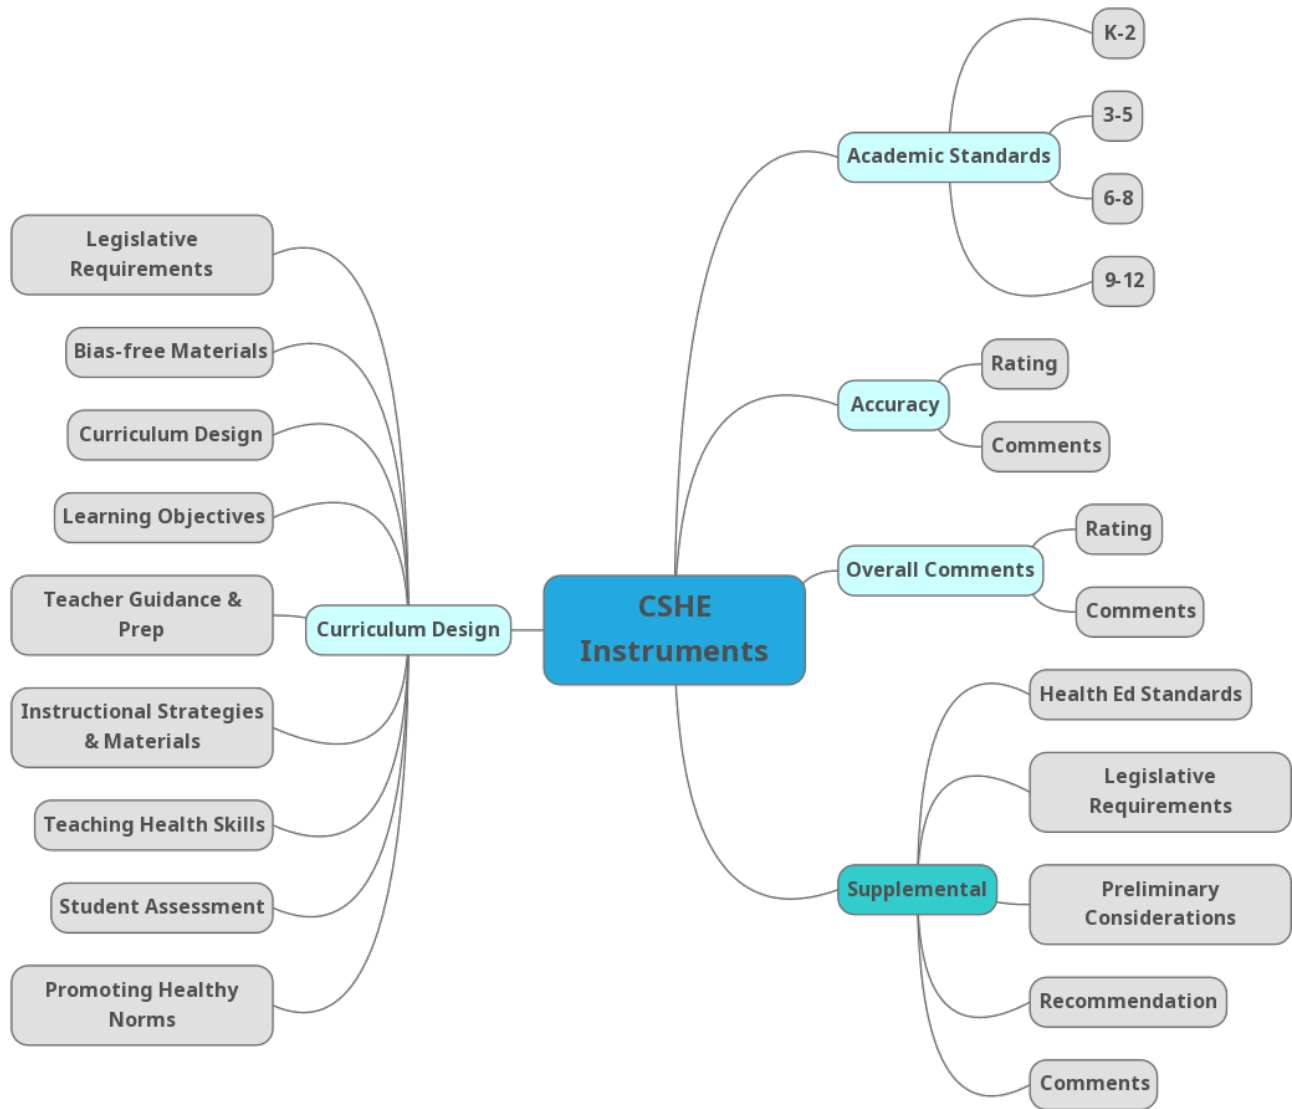 CSHE
Instruments
Academic Standards
K-2
3-5
6-8
9-12
Accuracy
Rating
Comments
Overall Comments
Rating
Comments
Supplemental
Health Ed Standards
Legislative
Requirements
Preliminary
Considerations
Recommendation
Comments
Curriculum Design
Legislative
Requirements
Bias-free Materials
Curriculum Design
Learning Objectives
Teacher Guidance &
Prep
Instructional Strategies
& Materials
Teaching Health Skills
Student Assessment
Promoting Healthy
Norms